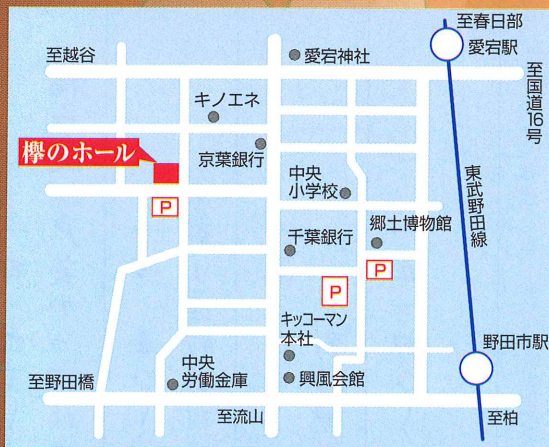 至春日部
愛宕駅
至越谷
愛宕神社
至国道16号
キノエネ
欅のホール
京葉銀行
中央
小学校
東武野田線
P
郷土博物館
千葉銀行
P
P
キッコーマン
本社
野田市駅
中央
労働金庫
至野田橋
興風会館
至流山
至柏